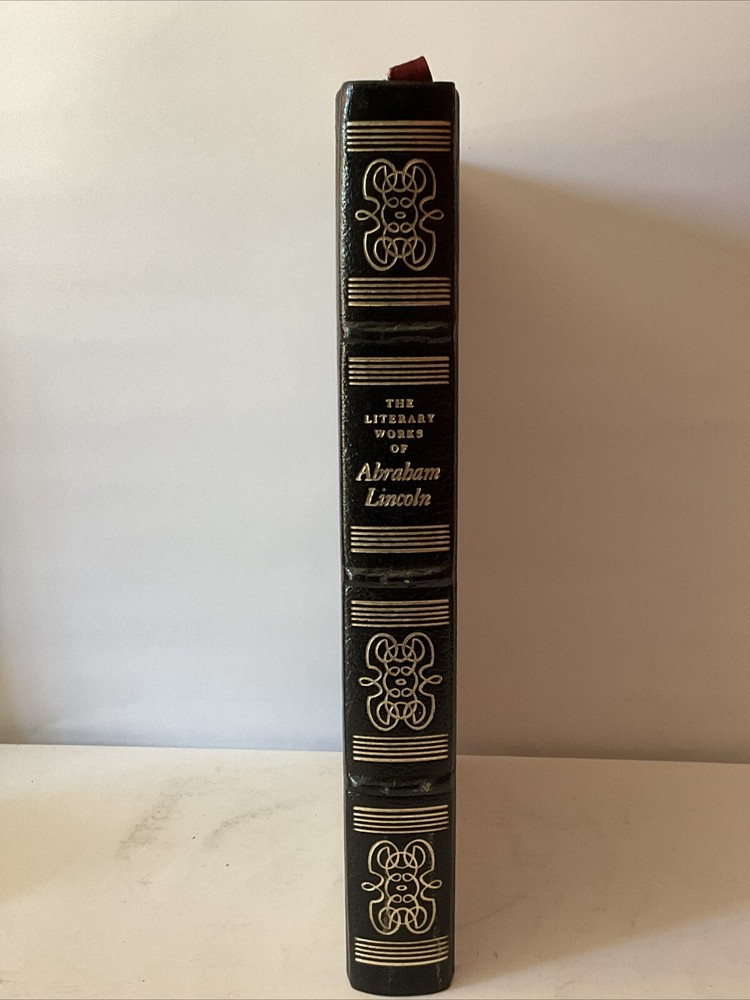 THE
LITERARY
WORKS
OF
Abraham
Lincoln